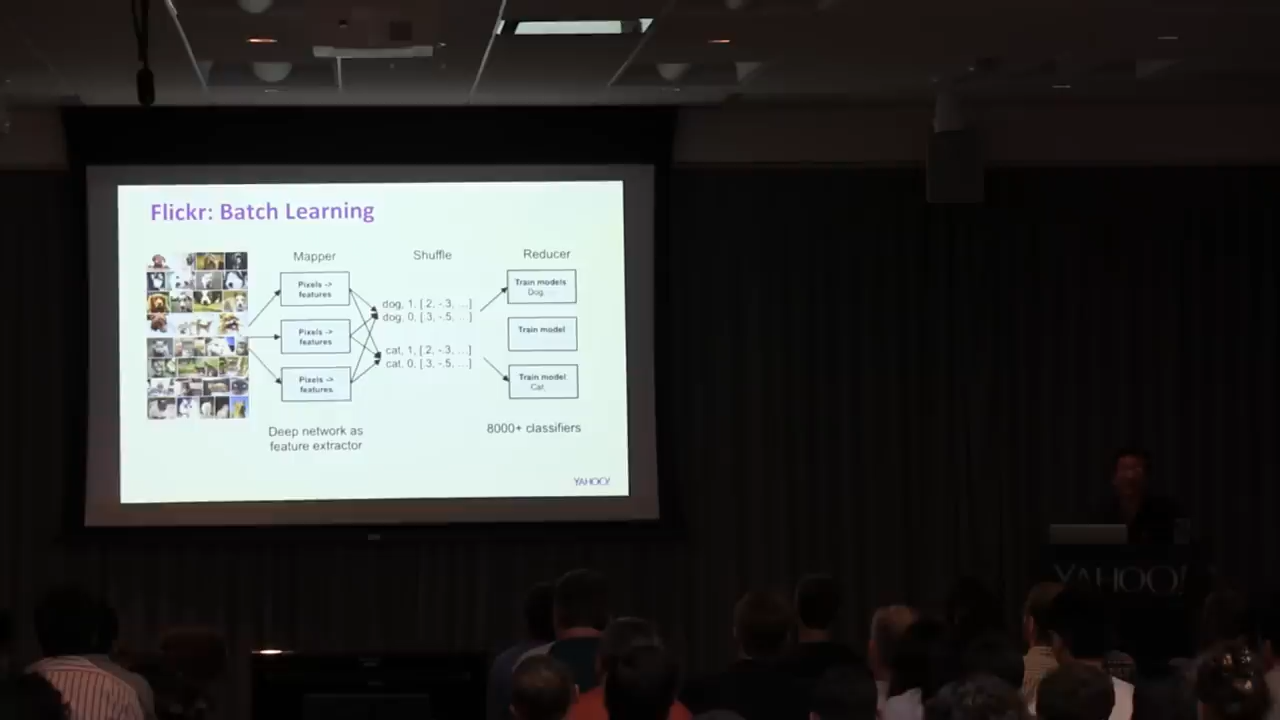 Flickr: Batch Learning
Mapper
Shuffle
Reducer
Pixels ->
features
Pixels ->
features
Pixels ->
features
dog, 1, [.2, -.3, ...]
dog, 0, [.3, -.5, ...]
cat, 1, [.2, -.3, ...]
cat, 0, [.3, -.5, ...]
Train models
Dog
Train model
Train model
Cat
Deep network as
feature extractor
8000+ classifiers
YAHOO!
YAHOO!